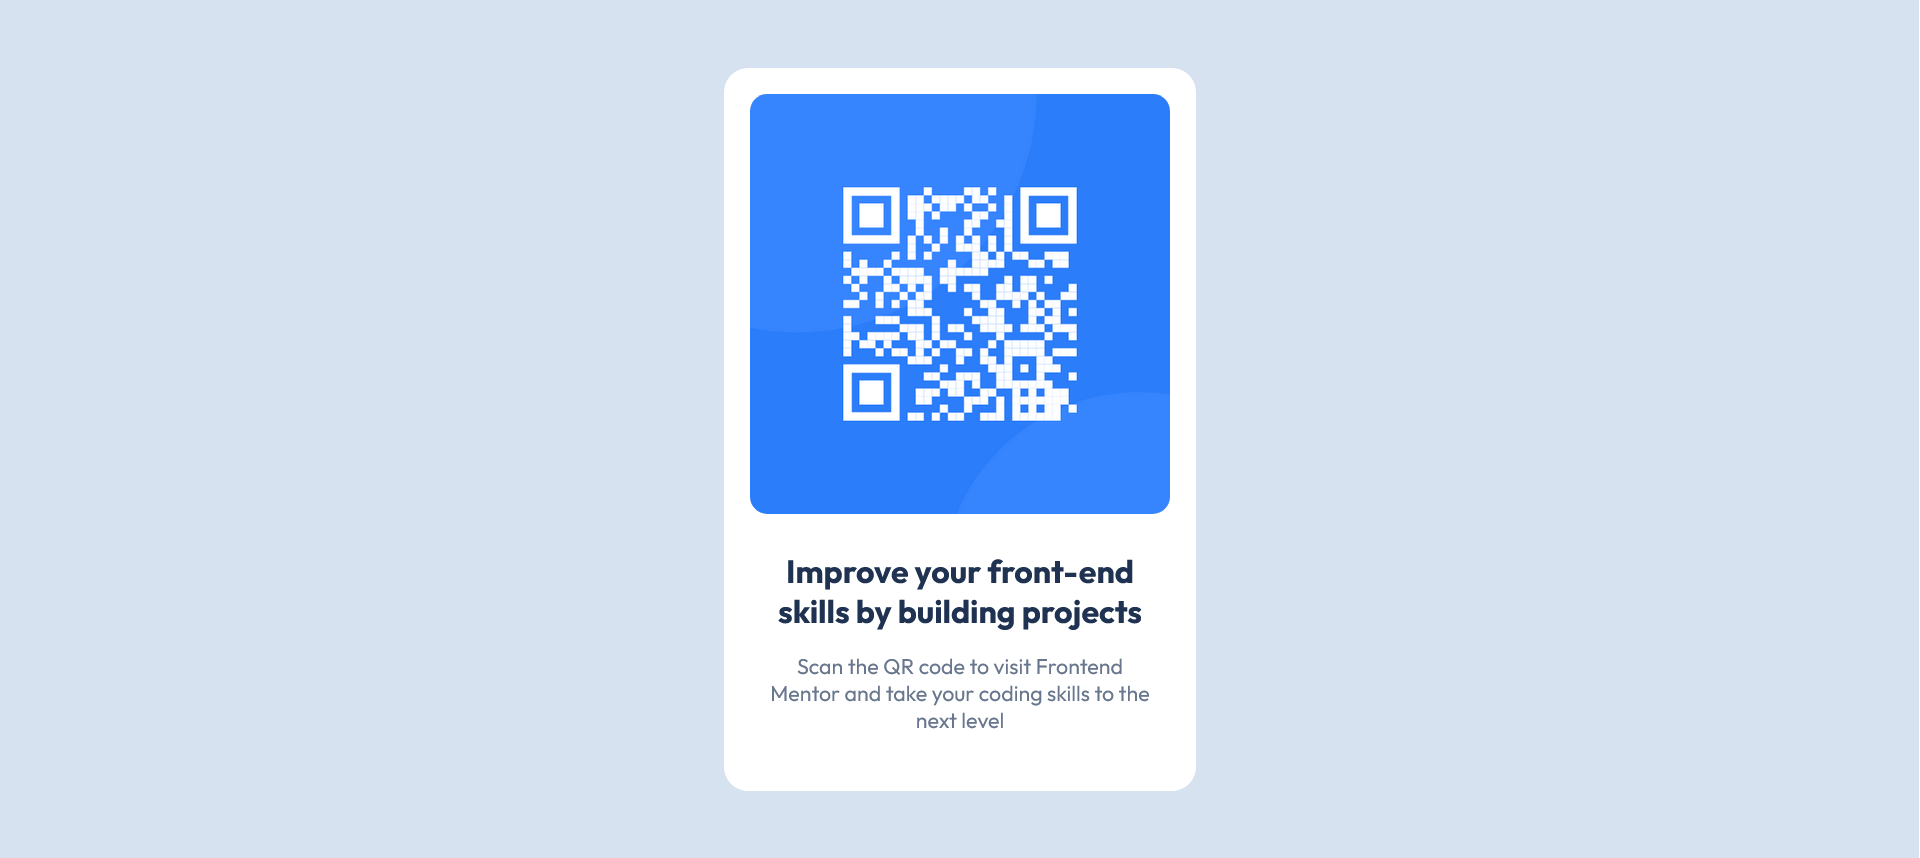 Improve your front-end
skills by building projects
Scan the QR code to visit Frontend
Mentor and take your coding skills to the
next level